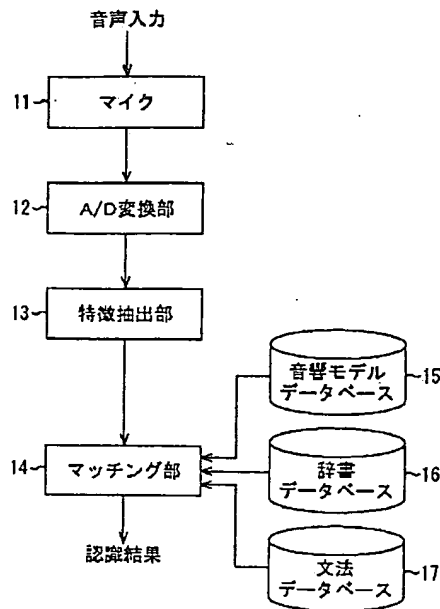 音声入力
11
マイク
12
A/D変換部
13
特徴抽出部
音響モデル
データベース
15
14
マッチング部
辞書
データベース
16
認識結果
文法
データベース
17